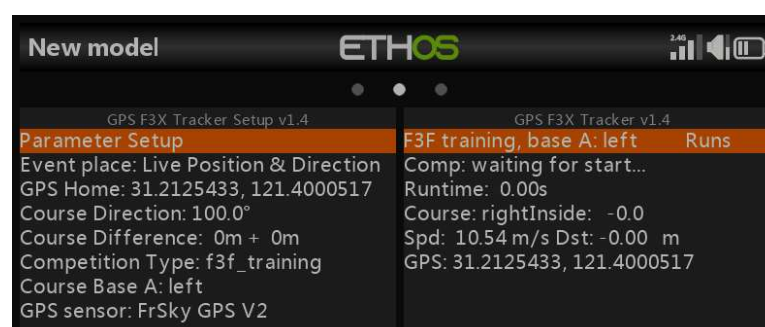 New model
ETHOS
2.4G
GPS F3X Tracker Setup v1.4
Parameter Setup
Event place: Live Position & Direction
GPS Home: 31.2125433, 121.4000517
Course Direction: 100.0°
Course Difference: 0m + 0m
Competition Type: f3f_training
Course Base A: left
GPS sensor: FrSky GPS V2
GPS F3X Tracker v1.4
F3F training, base A: left Runs
Comp: waiting for start...
Runtime: 0.00s
Course: rightInside: -0.0
Spd: 10.54 m/s Dst: -0.00 m
GPS: 31.2125433, 121.4000517